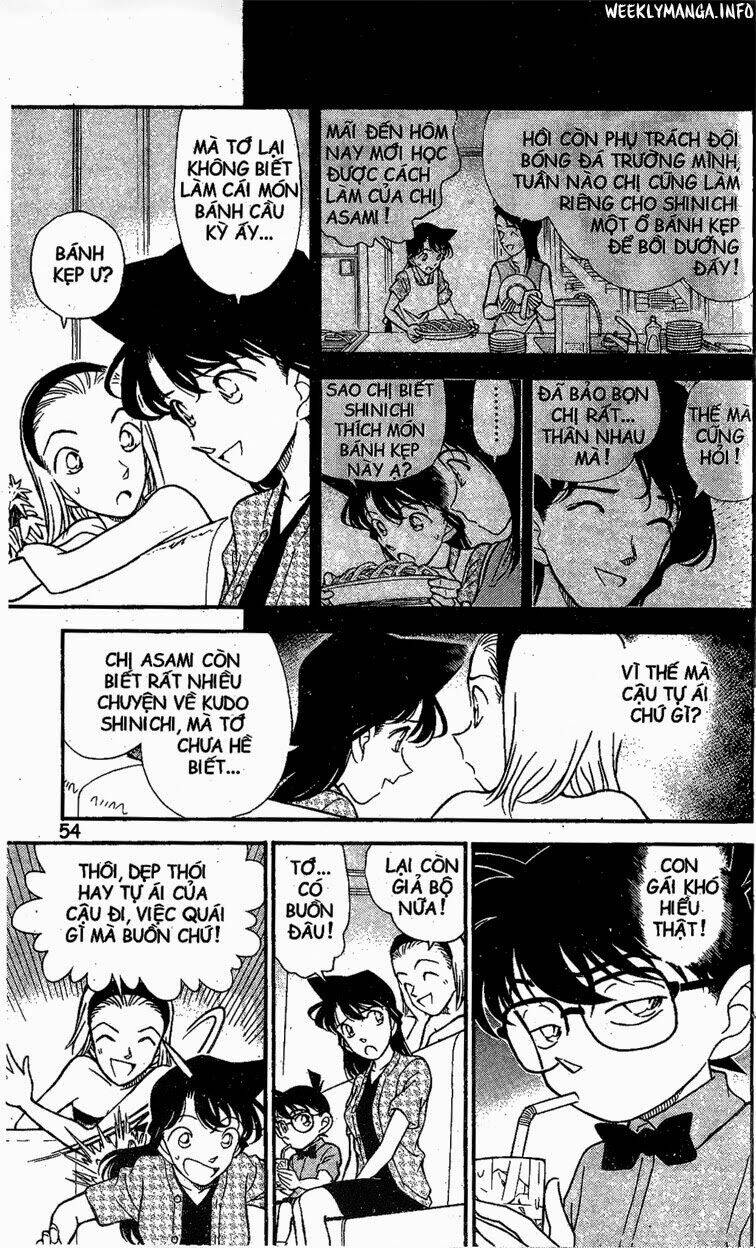 WEEKLYMANGA.INFO
BÁNH
KẸP Ư?
MÀ TỚ LẠI
KHÔNG BIẾT
LÀM CÁI MÓN
BÁNH CẦU
KỲ ẤY...
MÃI ĐẾN HÔM
NAY MỚI HỌC
ĐƯỢC CÁCH
LÀM CỦA CHỊ
ASAMI!
HỒI CÒN PHỤ TRÁCH ĐỘI
BÓNG ĐÁ TRƯỜNG MÌNH,
TUẦN NÀO CHỊ CŨNG LÀM
RIÊNG CHO SHINICHI
MỘT Ổ BÁNH KẸP
ĐỂ BỒI DƯỠNG
ĐẤY!
SAO CHỊ BIẾT
SHINICHI
THÍCH MÓN
BÁNH KẸP
NÀY Ạ?
........
ĐÃ BẢO BỌN
CHỊ RẤT...
THÂN NHAU
MÀ!
THẾ MÀ
CŨNG
HỎI!
CHỊ ASAMI CÒN
BIẾT RẤT NHIỀU
CHUYỆN VỀ KUDO
SHINICHI, MÀ TỚ
CHƯA HỀ
BIẾT...
VÌ THẾ MÀ
CẬU TỰ ÁI
CHỨ GÌ?
54
THÔI, DẸP THÓI
HAY TỰ ÁI CỦA
CẬU ĐI, VIỆC QUÁI
GÌ MÀ BUỒN CHỨ!
TỚ...
CÓ
BUỒN
ĐÂU!
LẠI CÒN
GIẢ BỘ
NỮA!
CON
GÁI KHÓ
HIỂU
THẬT!